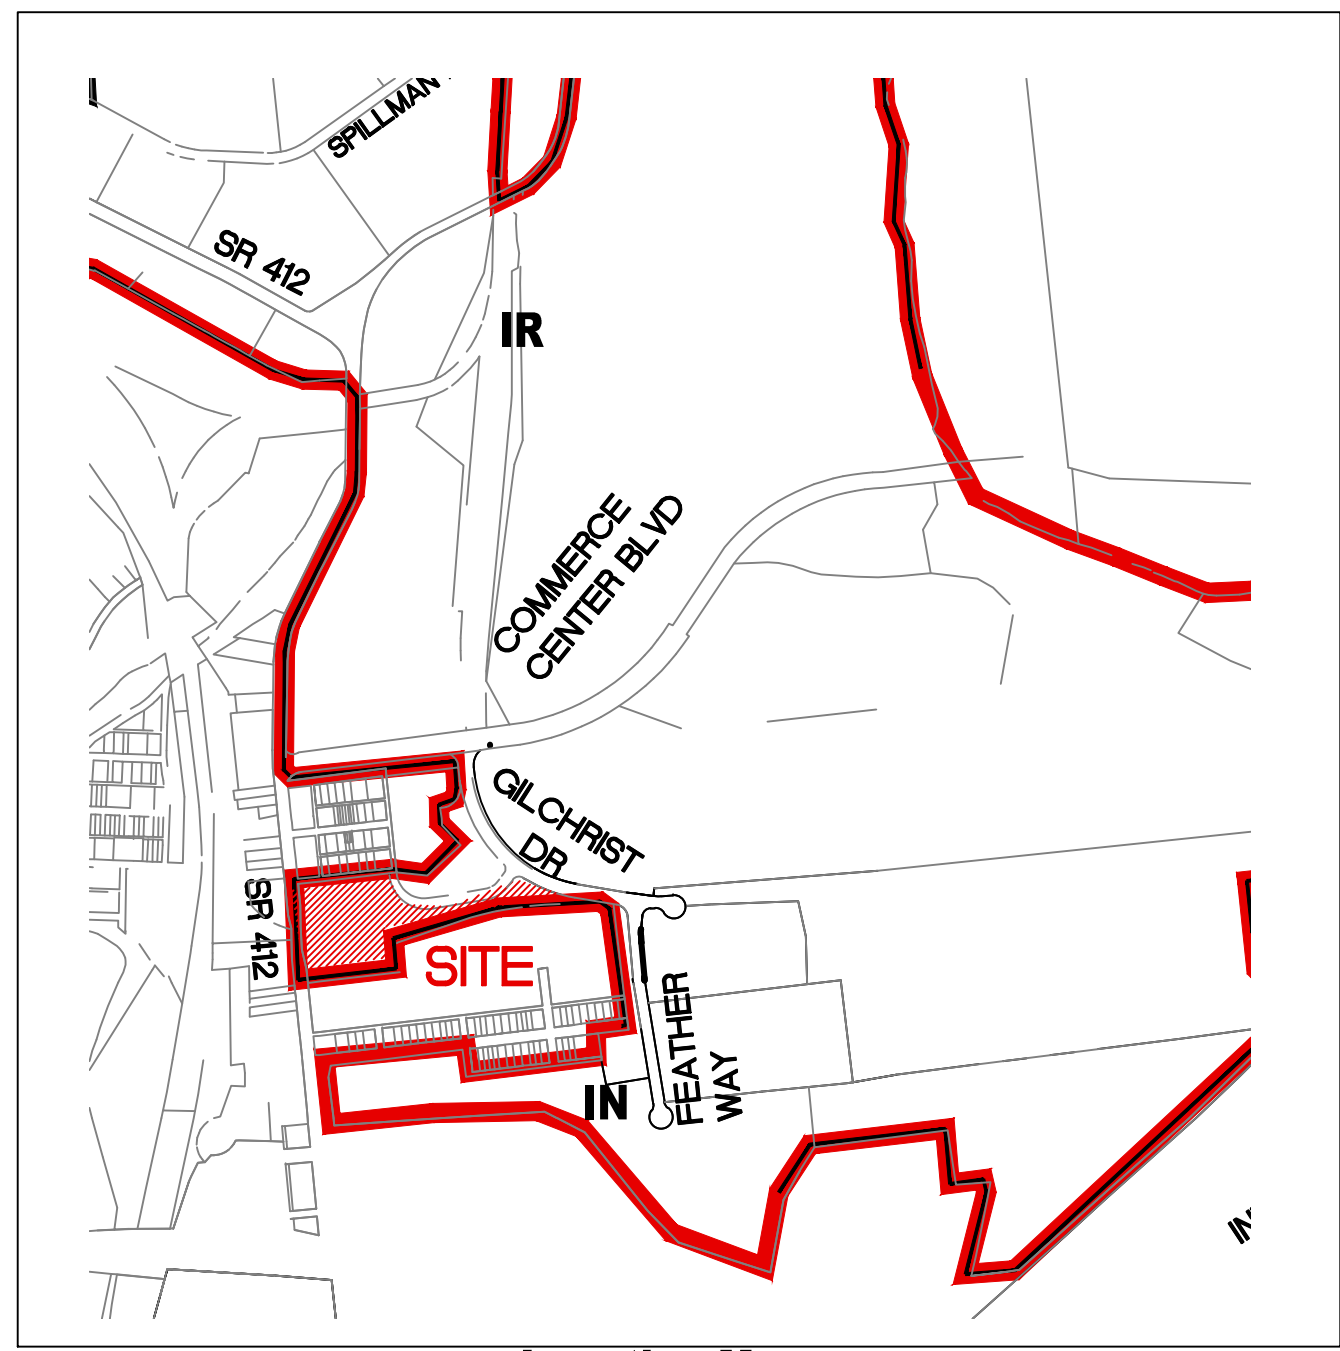 SPILLMAN
SR 412
IR
COMMERCE
CENTER BLVD
GILCHRIST
DR
SR 412
SITE
FEATHER
WAY
IN